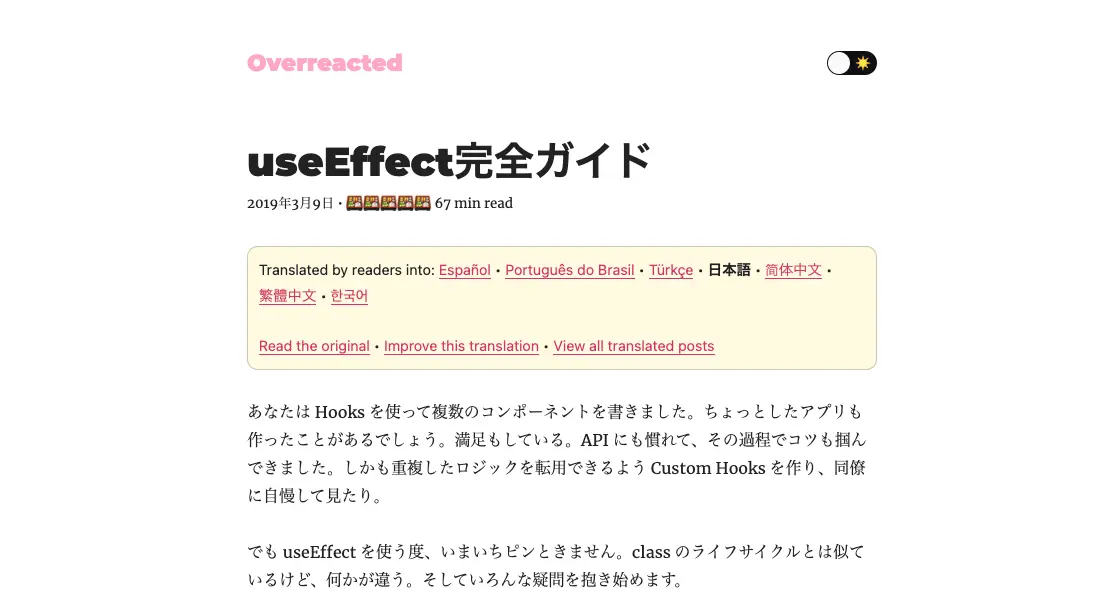 Overreacted
useEffect完全ガイド
2019年3月9日 • 🍱🍱🍱🍱🍱 67 min read
Translated by readers into: Español • Português do Brasil • Türkçe • 日本語 • 简体中文 •
繁體中文 • 한국어
Read the original • Improve this translation • View all translated posts
あなたは Hooks を使って複数のコンポーネントを書きました。ちょっとしたアプリも
作ったことがあるでしょう。満足もしている。API にも慣れて、その過程でコツも掴ん
できました。しかも重複したロジックを転用できるよう Custom Hooks を作り、同僚
に自慢して見たり。
でも useEffect を使う度、いまいちピンときません。class のライフサイクルとは似て
いるけど、何かが違う。そしていろんな疑問を抱き始めます。